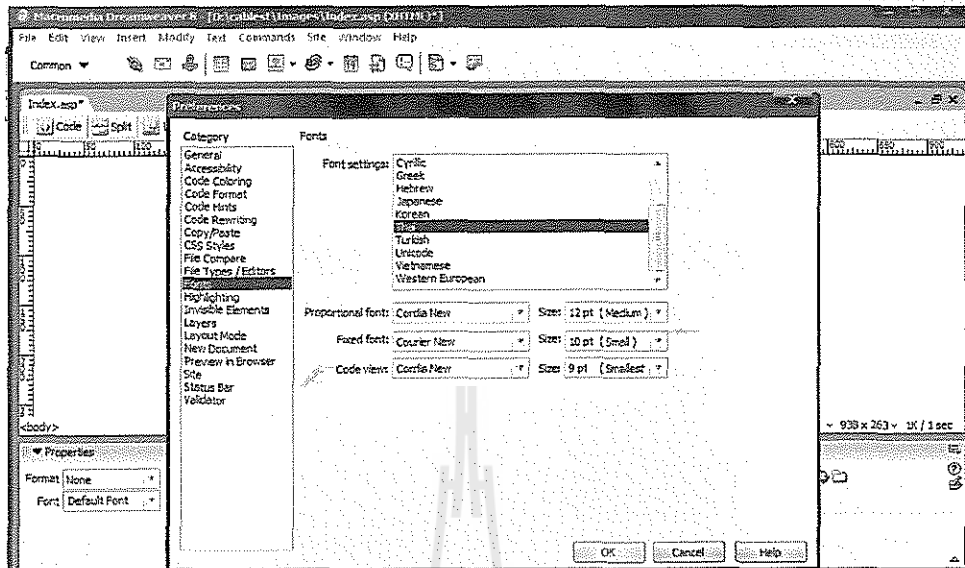 Macromedia Dreamweaver 8 - [D:\cablest\Images\Index.asp (XHTML)*]
File Edit View Insert Modify Text Commands Site Window Help
Common
Index.asp*
Code Split
Preferences
Category
General
Accessibility
Code Coloring
Code Format
Code Hints
Code Rewriting
Copy/Paste
CSS Styles
File Compare
File Types / Editors
Fonts
Highlighting
Invisible Elements
Layers
Layout Mode
New Document
Preview in Browser
Site
Status Bar
Validator
Fonts
Font settings:
Cyrillic
Greek
Hebrew
Japanese
Korean
Thai
Turkish
Unicode
Vietnamese
Western European
Proportional font: Cordia New Size: 12 pt (Medium)
Fixed font: Courier New Size: 10 pt (Small)
Code view: Cordia New Size: 9 pt (Smallest
<body>
938 x 263 1K / 1 sec
Properties
Format None
Font Default Font
OK Cancel Help